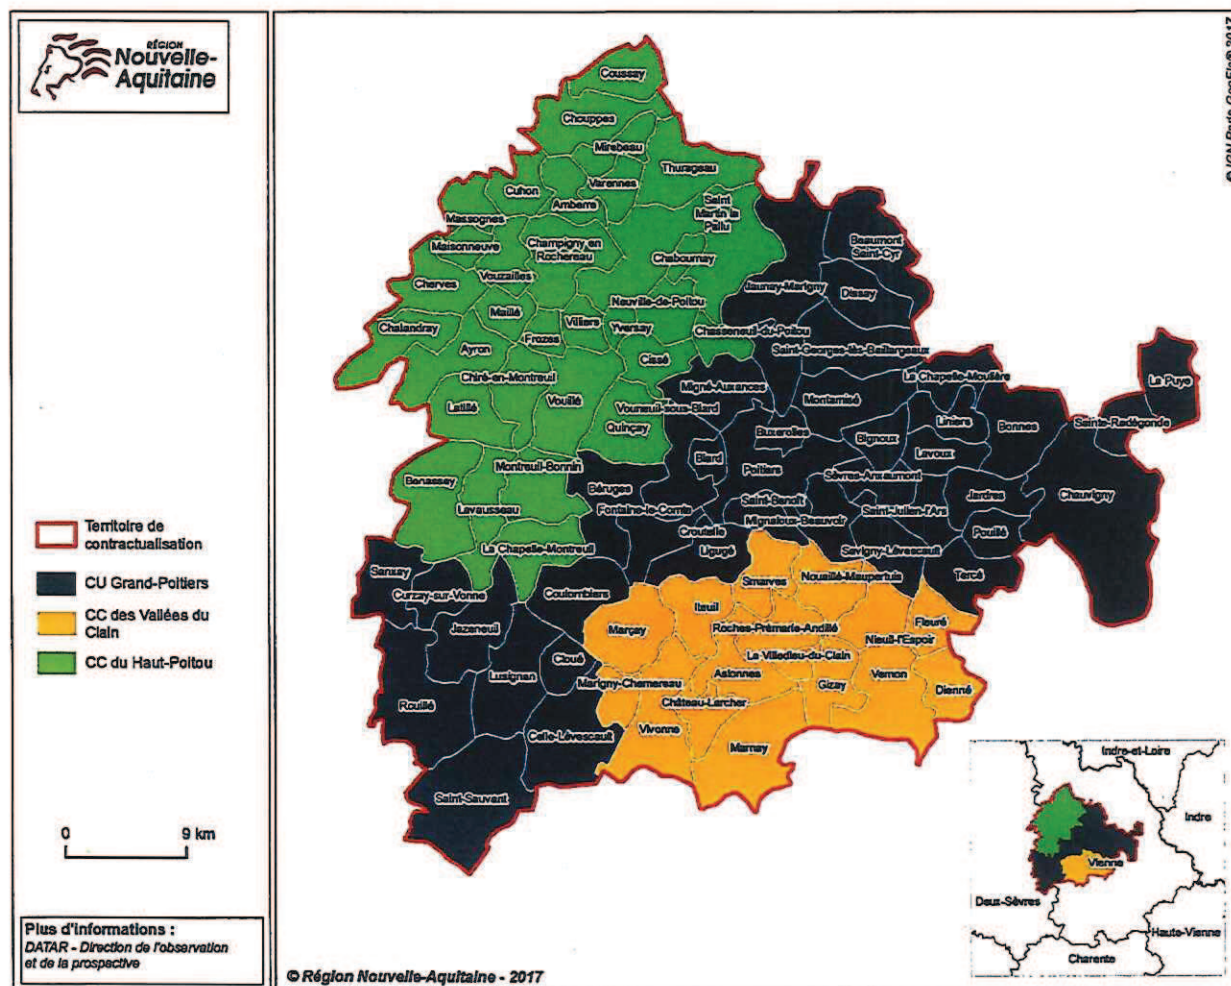 RÉGION
Nouvelle-
Aquitaine
Territoire de
contractualisation
CU Grand-Poitiers
CC des Vallées du
Clain
CC du Haut-Poitou
0 9 km
Plus d'informations :
DATAR - Direction de l'observation
et de la prospective
Coussay
Chouppes
Mirebeau
Thurageau
Varennes
Cuhon
Amberre
Saint
Martin la
Pallu
Massognes
Maisonneuve
Champigny en
Rochereau
Chabournay
Beaumont
Saint-Cyr
Vouzailles
Cherves
Jaunay-Marigny
Dissay
Neuville-de-Poitou
Maillé
Villiers
Yversay
Chalandray
Frozes
Chasseneuil-du-Poitou
Ayron
Saint-Georges-lès-Baillargeaux
Cissé
Chiré-en-Montreuil
Migné-Auxances
La Chapelle-Moulière
La Puye
Latillé
Vouillé
Vouneuil-sous-Biard
Montamisé
Liniers
Bonnes
Sainte-Radégonde
Quinçay
Buxerolles
Bignoux
Lavoux
Biard
Poitiers
Montreuil-Bonnin
Sèvres-Anxaumont
Benassay
Béruges
Jardres
Chauvigny
Lavausseau
Fontaine-le-Comte
Saint-Benoît
Saint-Julien-l'Ars
Mignaloux-Beauvoir
Croutelle
Pouillé
La Chapelle-Montreuil
Ligugé
Savigny-Lévescault
Sanxay
Tercé
Curzay-sur-Vonne
Coulombiers
Smarves
Nouaillé-Maupertuis
Iteuil
Fleuré
Jazeneuil
Marçay
Roches-Prémarie-Andillé
Nieuil-l'Espoir
Cloué
La Villedieu-du-Clain
Lusignan
Marigny-Chemereau
Aslonnes
Gizay
Vernon
Dienné
Rouillé
Château-Larcher
Vivonne
Celle-Lévescault
Marnay
Saint-Sauvant
Indre-et-Loire
Indre
Vienne
Deux-Sèvres
Haute-Vienne
Charente
© Région Nouvelle-Aquitaine - 2017